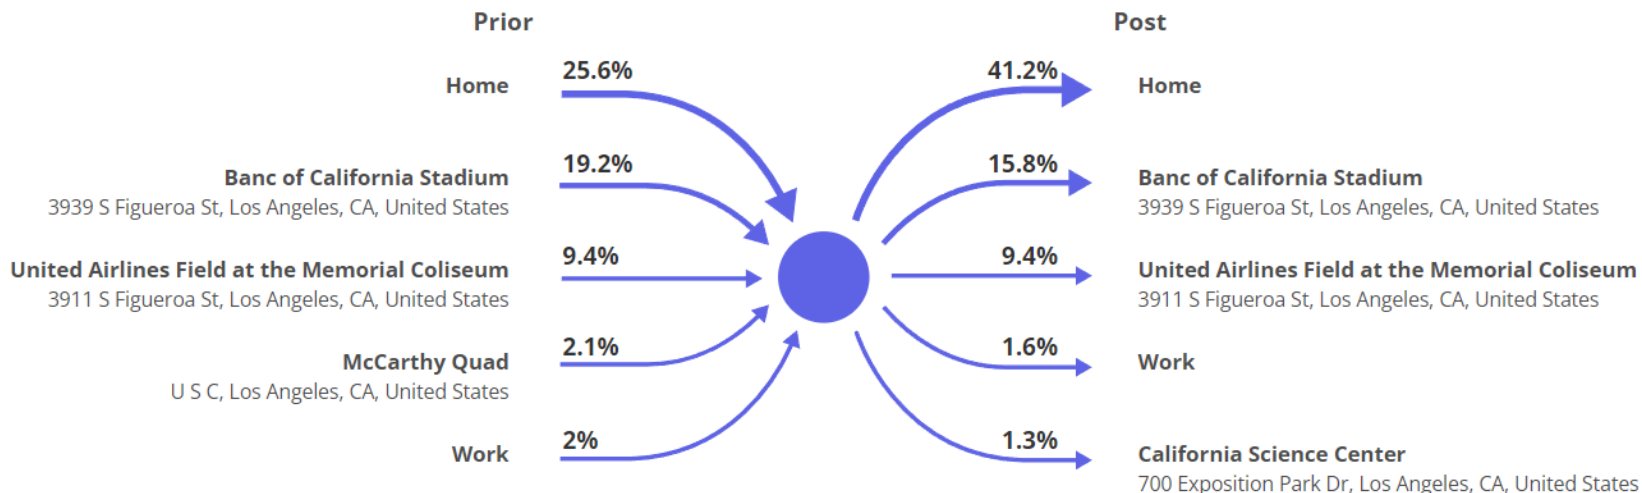 Prior
Home
25.6%
Banc of California Stadium
3939 S Figueroa St, Los Angeles, CA, United States
19.2%
United Airlines Field at the Memorial Coliseum
3911 S Figueroa St, Los Angeles, CA, United States
9.4%
McCarthy Quad
U S C, Los Angeles, CA, United States
2.1%
Work
2%
Post
41.2%
Home
15.8%
Banc of California Stadium
3939 S Figueroa St, Los Angeles, CA, United States
9.4%
United Airlines Field at the Memorial Coliseum
3911 S Figueroa St, Los Angeles, CA, United States
1.6%
Work
1.3%
California Science Center
700 Exposition Park Dr, Los Angeles, CA, United States